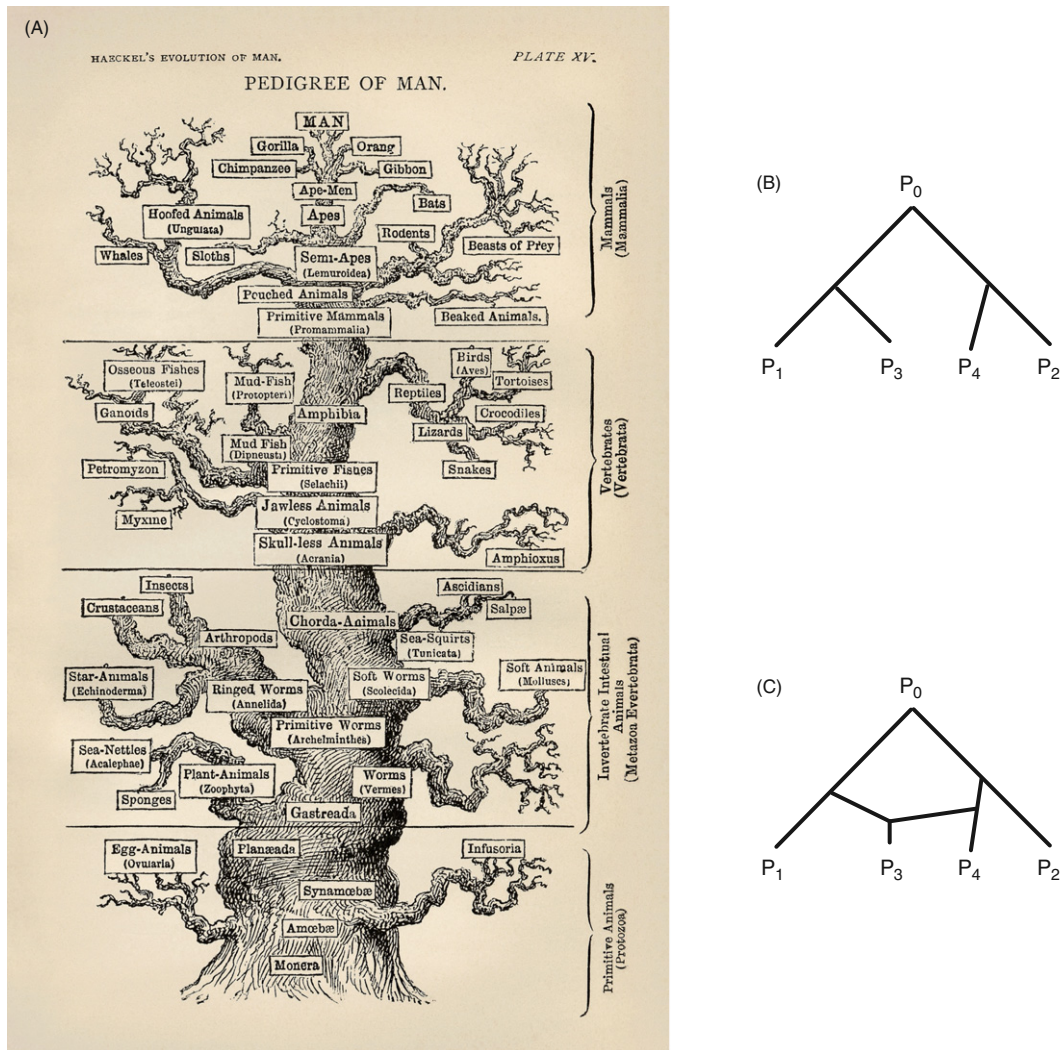 (A)
HAECKEL'S EVOLUTION OF MAN.
PLATE XV.
PEDIGREE OF MAN.
MAN
Gorilla
Orang
Chimpanzee
Gibbon
Ape-Men
Bats
Apes
Hoofed Animals
(Ungulata)
Rodents
Beasts of Prey
Whales
Sloths
Semi-Apes
(Lemuroidea)
Pouched Animals
Primitive Mammals
(Promammalia)
Beaked Animals.
Mammals
(Mammalia)
Osseous Fishes
(Teleostei)
Mud-Fish
(Protopteri)
Birds
(Aves)
Tortoises
Reptiles
Ganoids
Amphibia
Crocodiles
Lizards
Mud Fish
(Dipneusti)
Petromyzon
Primitive Fishes
(Selachii)
Snakes
Jawless Animals
(Cyclostoma)
Myxine
Skull-less Animals
(Acrania)
Amphioxus
Vertebrates
(Vertebrata)
Insects
Ascidians
Crustaceans
Salpæ
Chorda-Animals
Arthropods
Sea-Squirts
(Tunicata)
Star-Animals
(Echinoderma)
Ringed Worms
(Annelida)
Soft Worms
(Scolecida)
Soft Animals
(Molluscs)
Primitive Worms
(Archelminthes)
Sea-Nettles
(Acalephae)
Plant-Animals
(Zoophyta)
Worms
(Vermes)
Sponges
Gastreada
Invertebrate Intestinal
Animals
(Metazoa Evertebrata)
Egg-Animals
(Ovularia)
Planæada
Infusoria
Synamœbæ
Amœbæ
Monera
Primitive Animals
(Protozoa)
(B)
P0
P1
P3
P4
P2
(C)
P0
P1
P3
P4
P2